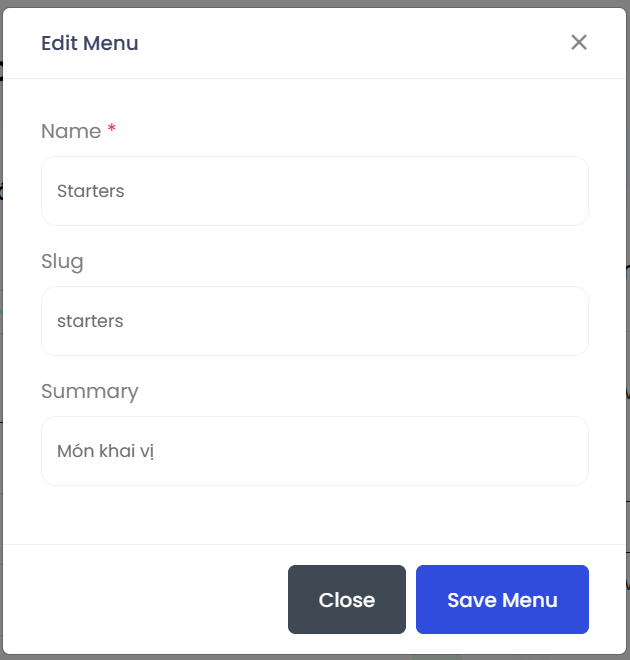 Edit Menu
Name *
Starters
Slug
starters
Summary
Món khai vị
Close
Save Menu